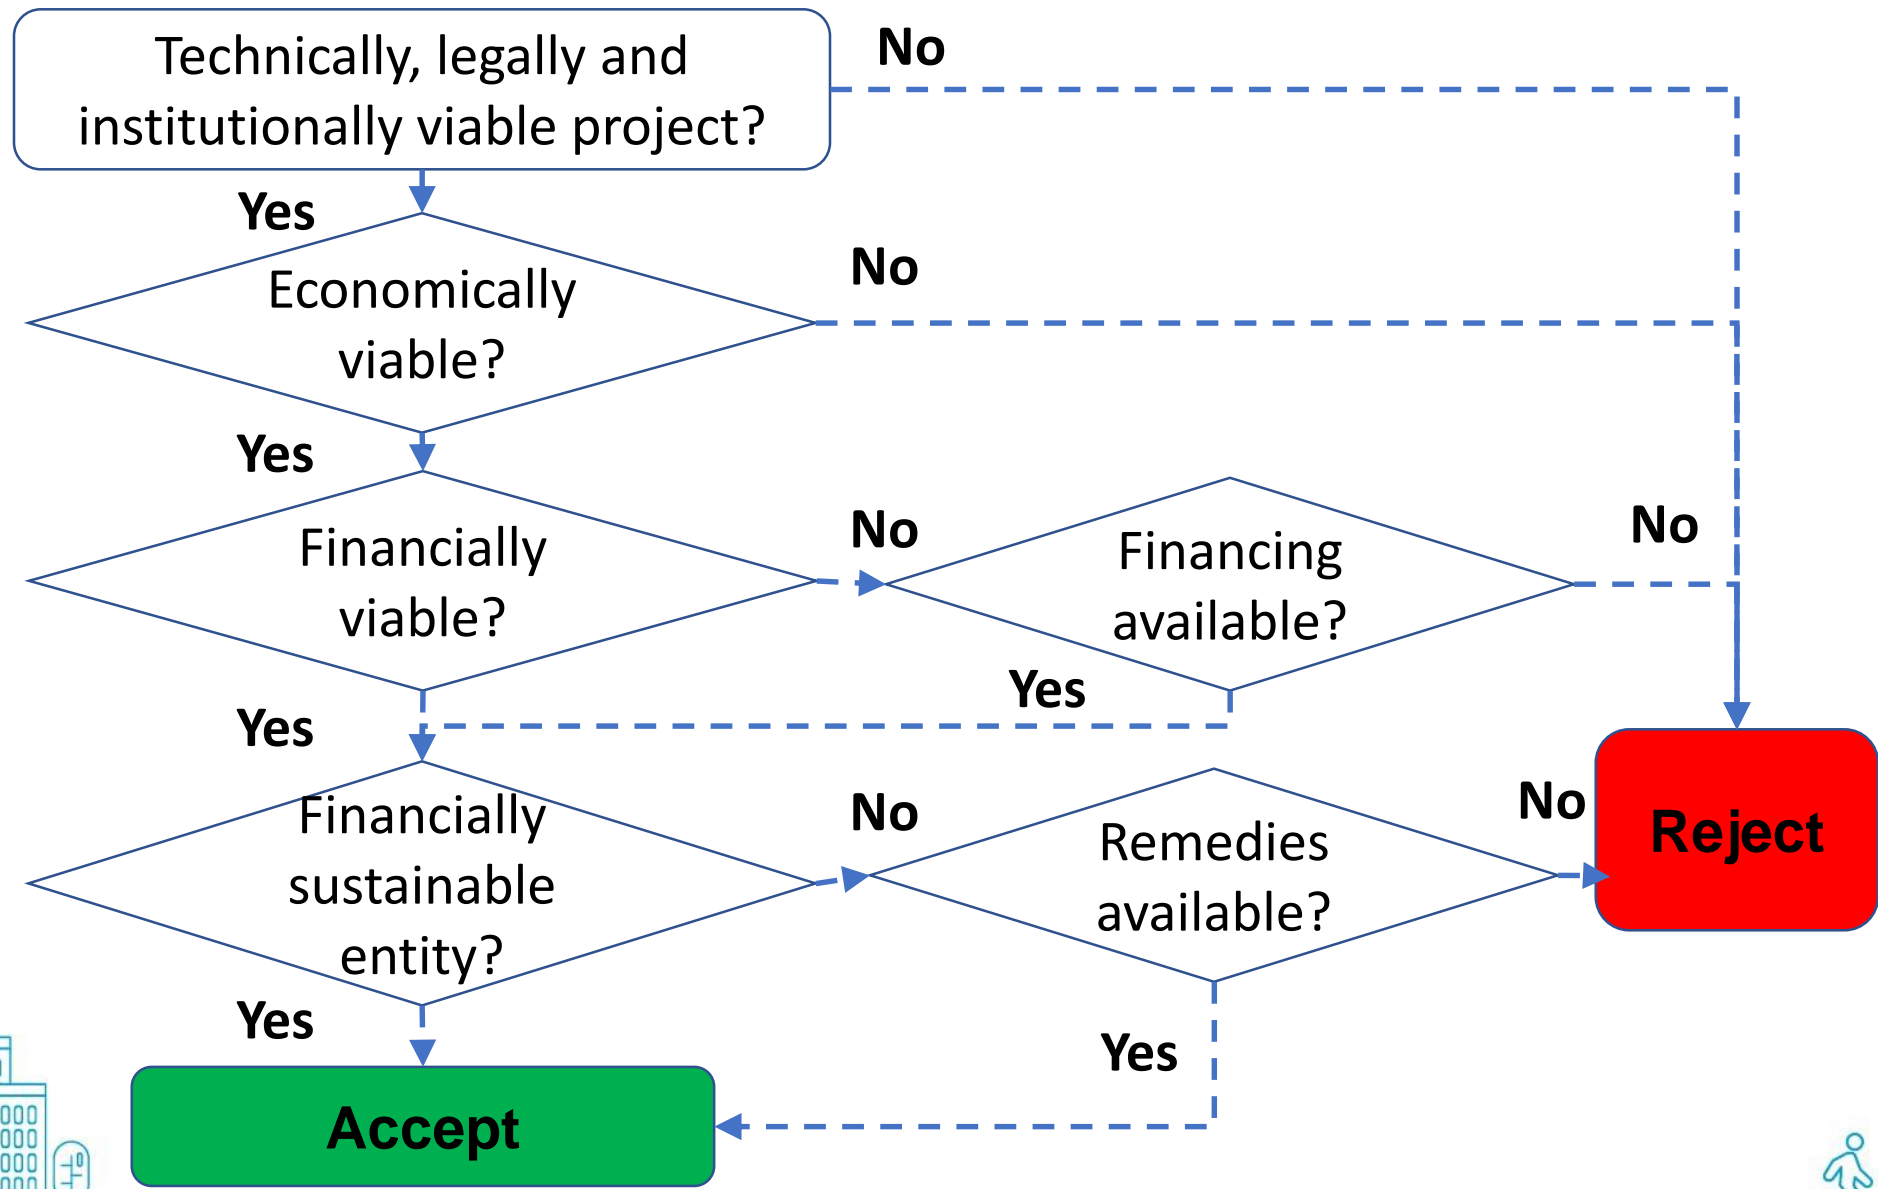 Technically, legally and
institutionally viable project?
No
Yes
Economically
viable?
No
Yes
Financially
viable?
No
Financing
available?
No
Yes
Yes
Financially
sustainable
entity?
No
Remedies
available?
No
Reject
Yes
Yes
Accept